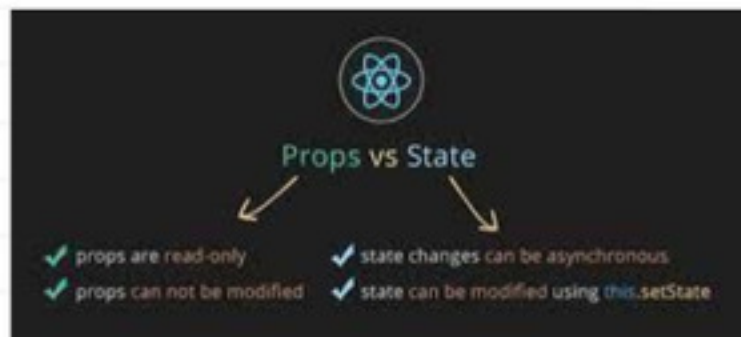 Props vs State
props are read-only
props can not be modified
state changes can be asynchronous
state can be modified using this.setState